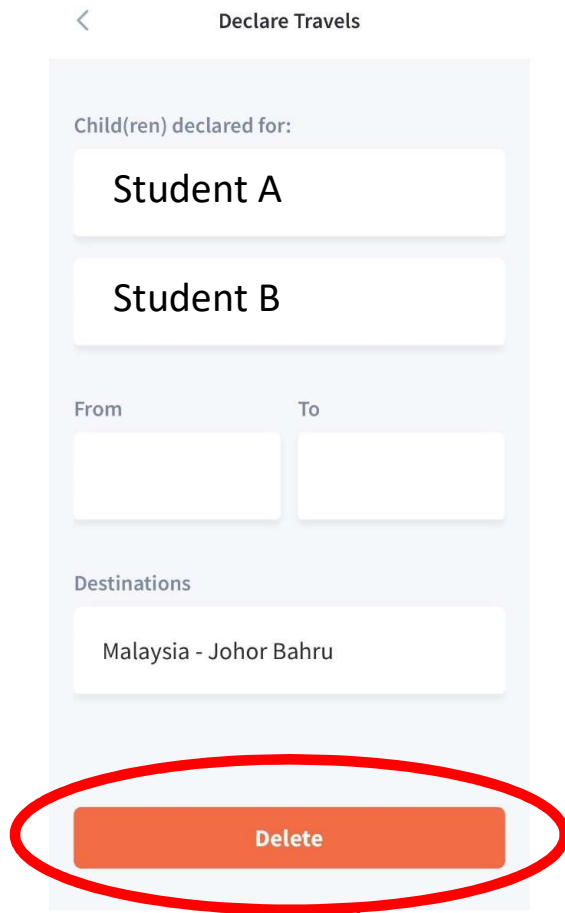 Declare Travels
Child(ren) declared for:
Student A
Student B
From To
Destinations
Malaysia - Johor Bahru
Delete